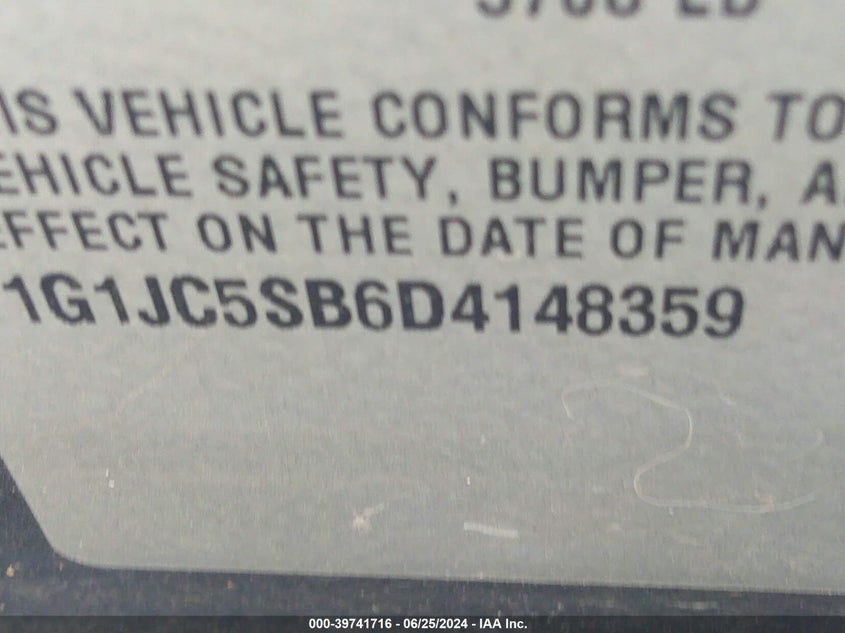 IS VEHICLE CONFORMS TO
EHICLE SAFETY, BUMPER, A
EFFECT ON THE DATE OF MAN
1G1JC5SB6D4148359
000-39741716 - 06/25/2024 - IAA Inc.